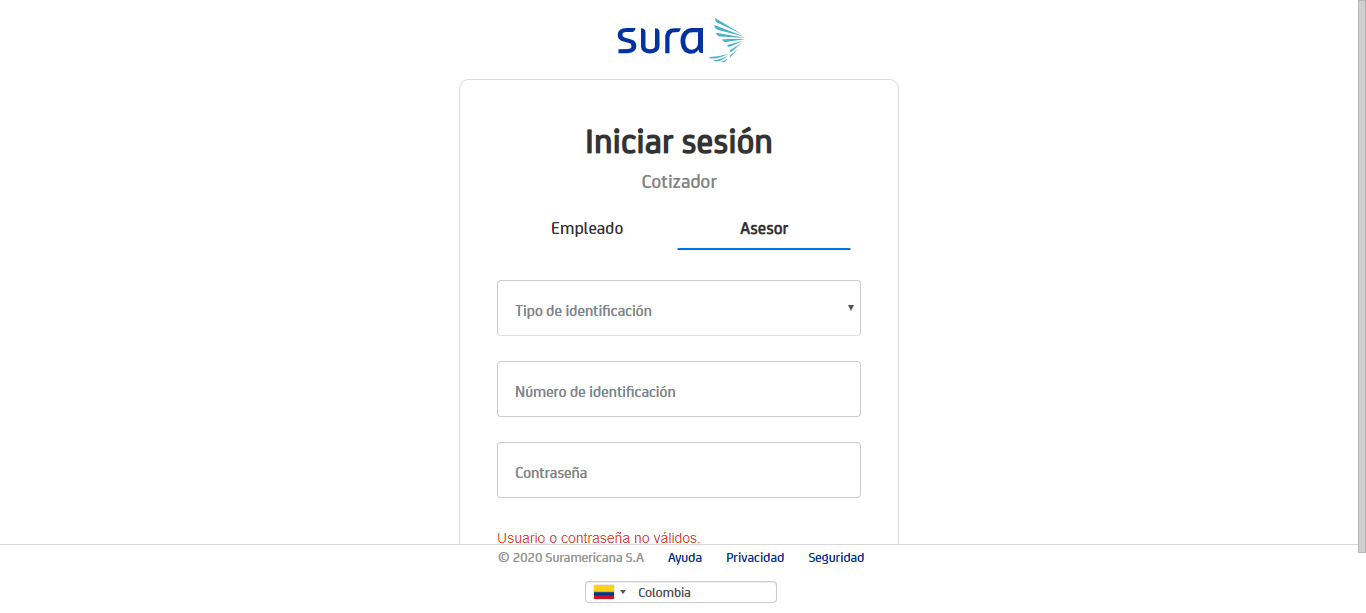 sura
Iniciar sesión
Cotizador
Empleado Asesor
Tipo de identificación
Número de identificación
Contraseña
Usuario o contraseña no válidos.
© 2020 Suramericana S.A Ayuda Privacidad Seguridad
Colombia